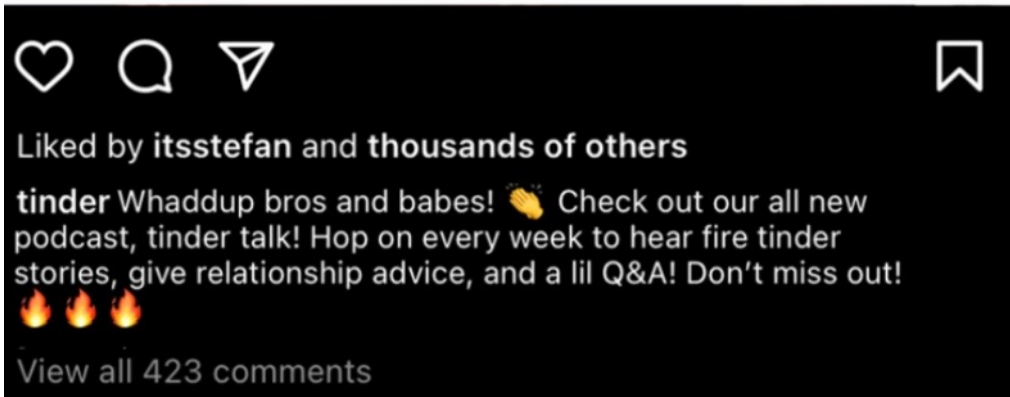 Liked by itsstefan and thousands of others
tinder Whaddup bros and babes! 👏 Check out our all new
podcast, tinder talk! Hop on every week to hear fire tinder
stories, give relationship advice, and a lil Q&A! Don’t miss out!
🔥🔥🔥
View all 423 comments